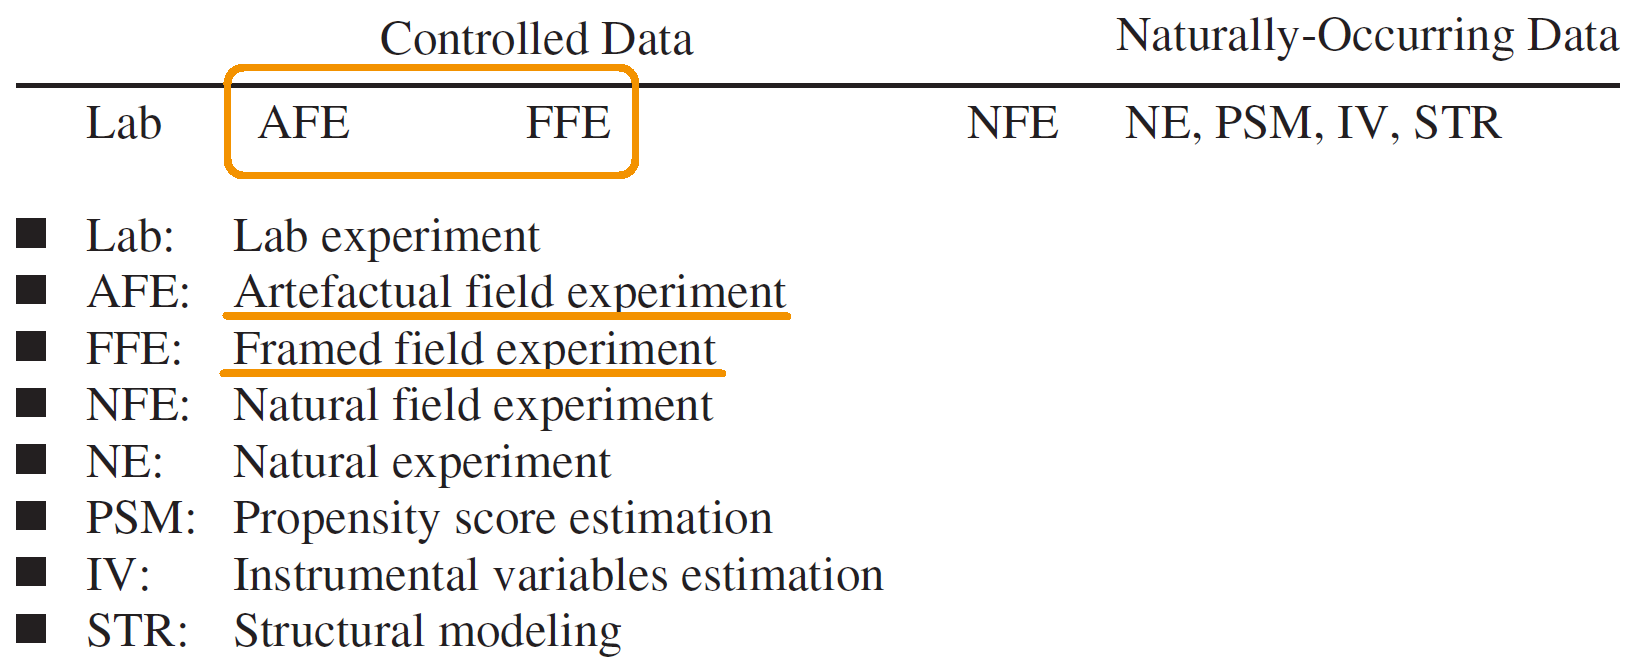 Controlled Data Naturally-Occurring Data
Lab AFE FFE NFE NE, PSM, IV, STR
■ Lab: Lab experiment
■ AFE: Artefactual field experiment
■ FFE: Framed field experiment
■ NFE: Natural field experiment
■ NE: Natural experiment
■ PSM: Propensity score estimation
■ IV: Instrumental variables estimation
■ STR: Structural modeling